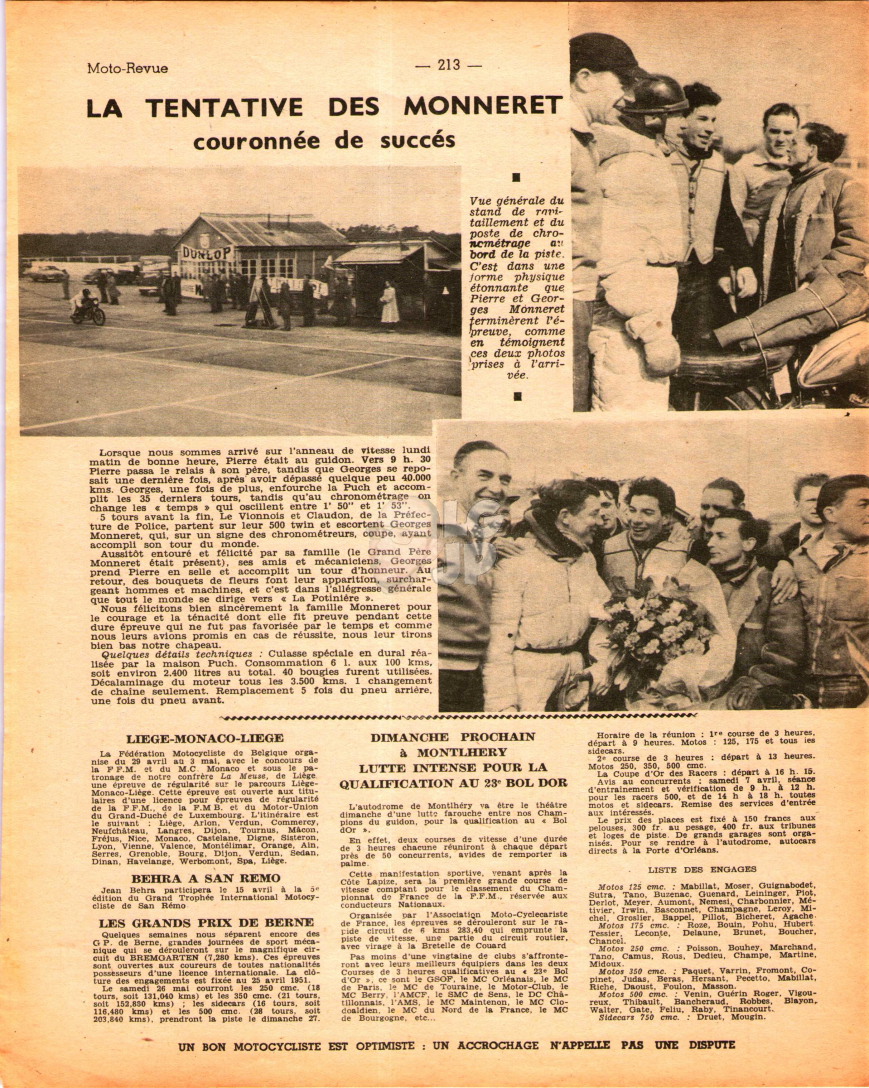 Moto-Revue
— 213 —
LA TENTATIVE DES MONNERET
couronnée de succés
DUNLOP
Vue générale du
stand de ravi-
taillement et du
poste de chro-
nométrage au
bord de la piste.
C'est dans une
forme physique
étonnante que
Pierre et Geor-
ges Monneret
terminèrent l'é-
preuve, comme
en témoignent
ces deux photos
prises à l'arri-
vée.
Lorsque nous sommes arrivé sur l'anneau de vitesse lundi
matin de bonne heure, Pierre était au guidon. Vers 9 h. 30
Pierre passa le relais à son père, tandis que Georges se repo-
sait une dernière fois, après avoir dépassé quelque peu 40.000
kms. Georges, une fois de plus, enfourche la Puch et accom-
plit les 35 derniers tours, tandis qu'au chronométrage on
change les « temps » qui oscillent entre 1' 50" et 1' 53".
5 tours avant la fin, Le Vionnois et Claudon, de la Préfec-
ture de Police, partent sur leur 500 twin et escortent Georges
Monneret, qui, sur un signe des chronométreurs, coupe, ayant
accompli son tour du monde.
Aussitôt entouré et félicité par sa famille (le Grand Père
Monneret était présent), ses amis et mécaniciens, Georges
prend Pierre en selle et accomplit un tour d'honneur. Au
retour, des bouquets de fleurs font leur apparition, surchar-
geant hommes et machines, et c'est dans l'allégresse générale
que tout le monde se dirige vers « La Potinière ».
Nous félicitons bien sincèrement la famille Monneret pour
le courage et la ténacité dont elle fit preuve pendant cette
dure épreuve qui ne fut pas favorisée par le temps et comme
nous leurs avions promis en cas de réussite, nous leur tirons
bien bas notre chapeau.
Quelques détails techniques : Culasse spéciale en dural réa-
lisée par la maison Puch. Consommation 6 l. aux 100 kms,
soit environ 2.400 litres au total. 40 bougies furent utilisées.
Décalaminage du moteur tous les 3.500 kms. 1 changement
de chaîne seulement. Remplacement 5 fois du pneu arrière,
une fois du pneu avant.
LIEGE-MONACO-LIEGE
La Fédération Motocycliste de Belgique orga-
nise du 29 avril au 3 mai, avec le concours de
la F.F.M. et du M.C. Monaco et sous le pa-
tronage de notre confrère La Meuse, de Liége,
une épreuve de régularité sur le parcours Liége-
Monaco-Liége. Cette épreuve est ouverte aux titu-
laires d'une licence pour épreuves de régularité
de la F.F.M., de la F.M.B. et du Motor-Union
du Grand-Duché de Luxembourg. L'itinéraire est
le suivant : Liége, Arlon, Verdun, Commercy,
Neufchâteau, Langres, Dijon, Tournus, Mâcon,
Fréjus, Nice, Monaco, Castelane, Digne, Sisteron,
Lyon, Vienne, Valence, Montélimar, Orange, Ain,
Serres, Grenoble, Bourg, Dijon, Verdun, Sedan,
Dinan, Havelange, Werbomont, Spa, Liége.
BEHRA A SAN REMO
Jean Behra participera le 15 avril à la 5e
édition du Grand Trophée International Motocy-
cliste de San Rémo
LES GRANDS PRIX DE BERNE
Quelques semaines nous séparent encore des
G P. de Berne, grandes journées de sport méca-
nique qui se dérouleront sur le magnifique cir-
cuit du BREMGARTEN (7,280 kms). Ces épreuves
sont ouvertes aux coureurs de toutes nationalités
possesseurs d'une licence internationale. La clô-
ture des engagements est fixée au 25 avril 1951.
Le samedi 26 mai courront les 250 cmc. (18
tours, soit 131,040 kms) et les 350 cmc. (21 tours,
soit 152,850 kms) ; les sidecars (16 tours, soit
116,480 kms) et les 500 cmc. (28 tours, soit
203,840 kms), prendront la piste le dimanche 27.
DIMANCHE PROCHAIN
à MONTLHERY
LUTTE INTENSE POUR LA
QUALIFICATION AU 23e BOL DOR
L'autodrome de Montlhéry va être le théâtre
dimanche d'une lutte farouche entre nos Cham-
pions du guidon, pour la qualification au « Bol
dOr ».
En effet, deux courses de vitesse d'une durée
de 3 heures chacune réuniront à chaque départ
près de 50 concurrents, avides de remporter la
palme.
Cette manifestation sportive, venant après la
Côte Lapize, sera la première grande course de
vitesse comptant pour le classement du Cham-
pionnat de France de la F.F.M., réservée aux
conducteurs Nationaux.
Organisée par l'Association Moto-Cyclecariste
de France, les épreuves se dérouleront sur le ra-
pide circuit de 6 kms 283,40 qui emprunte la
piste de vitesse, une partie du circuit routier,
avec virage à la Bretelle de Couard
Pas moins d'une vingtaine de clubs s'affronte-
ront avec leurs meilleurs équipiers dans les deux
Courses de 3 heures qualificatives au « 23e Bol
d'Or », ce sont le GSOP, le MC Orléanais, le MC
de Paris, le MC de Touraine, le Motor-Club, le
MC Berry, l'AMCF, le SMC de Sens, le DC Châ-
tillonnais, l'AMS, le MC Maintenon, le MC Clo-
doaldien, le MC du Nord de la France, le MC
de Bourgogne, etc...
Horaire de la réunion : 1re course de 3 heures,
départ à 9 heures. Motos : 125, 175 et tous les
sidecars.
2e course de 3 heures : départ à 13 heures.
Motos 250, 350, 500 cmc.
La Coupe d'Or des Racers : départ à 16 h. 15.
Avis au concurrents : samedi 7 avril, séance
d'entraînement et vérification de 9 h. à 12 h.
pour les racers 500, et de 14 h à 18 h. toutes
motos et sidecars. Remise des services d'entrée
aux intéressés.
Le prix des places est fixé à 150 francs aux
pelouses, 300 fr. au pesage, 400 fr. aux tribunes
et loges de piste. De grands garages sont orga-
nisés. Pour se rendre à l'autodrome, autocars
directs à la Porte d'Orléans.
LISTE DES ENGAGES
Motos 125 cmc. : Mabillat, Moser, Guignabodet,
Sutra, Tano, Buzenac, Guenard, Leininger, Piot,
Derlot, Meyer. Aumont, Nemesi, Charbonnier, Mé-
tivier, Irwin, Basconnet, Champagne, Leroy, Mi-
chel, Groslier, Bappel, Pillot, Bicheret, Agache.
Motos 175 cmc. : Roze, Bouin, Pohu, Hubert
Tessier, Leconte, Delaune, Brunet, Boucher,
Chancel.
Motos 250 cmc. : Poisson, Bouhey, Marchand,
Tano, Camus, Rous, Dedieu, Champe, Martine,
Midoux.
Motos 350 cmc. : Paquet, Varrin, Fromont, Co-
pinet, Judas, Beras, Hersant, Pecetto, Mabillat,
Riche, Daoust, Foulon, Masson.
Motos 500 cmc. : Venin, Guérin Roger, Vigou-
reux, Thibault, Bancheraud, Robbes, Blayon,
Walter, Gate, Feliu, Raby, Tinancourt.
Sidecars 750 cmc. : Druet, Mougin.
UN BON MOTOCYCLISTE EST OPTIMISTE : UN ACCROCHAGE N'APPELLE PAS UNE DISPUTE